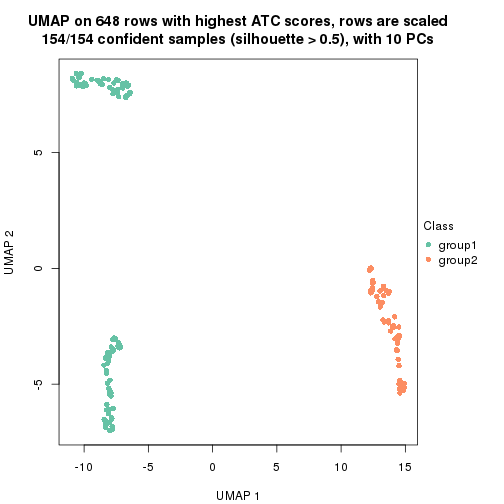 UMAP on 648 rows with highest ATC scores, rows are scaled
154/154 confident samples (silhouette > 0.5), with 10 PCs
5
0
-5
UMAP 2
-10
-5
0
5
10
15
UMAP 1
Class
group1
group2